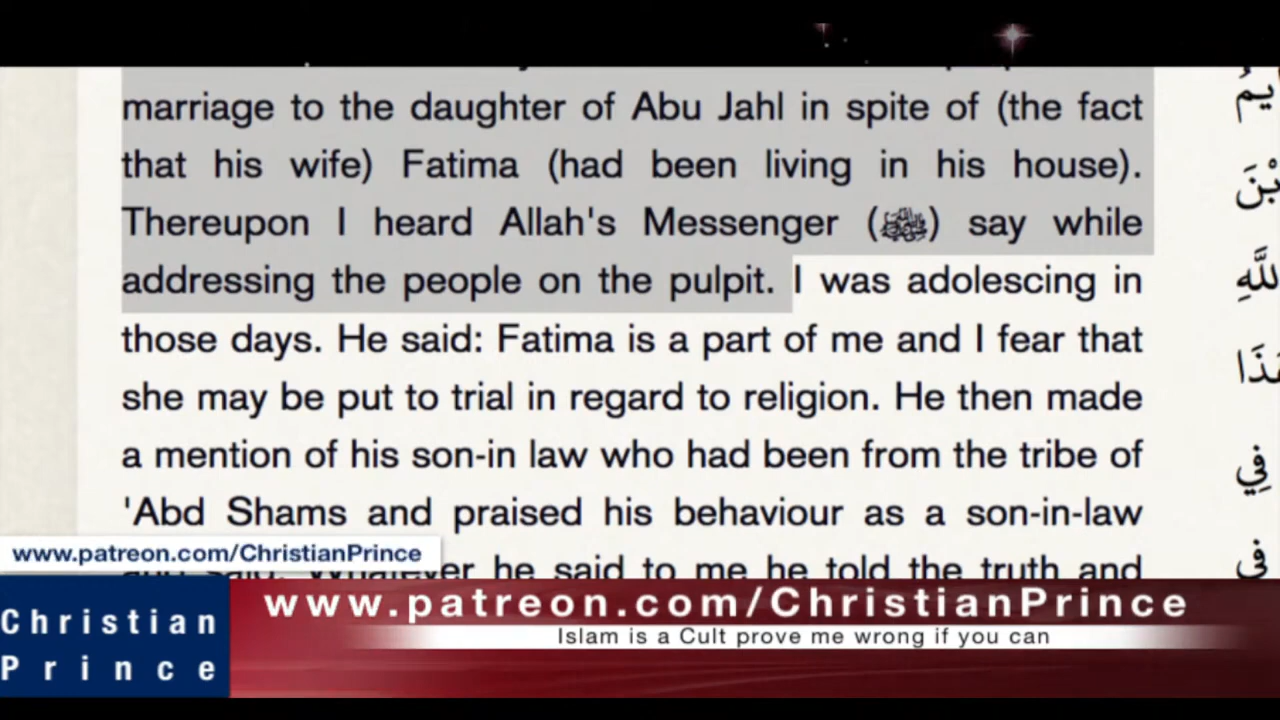 marriage to the daughter of Abu Jahl in spite of (the fact
that his wife) Fatima (had been living in his house).
Thereupon I heard Allah's Messenger (ﷺ) say while
addressing the people on the pulpit. I was adolescing in
those days. He said: Fatima is a part of me and I fear that
she may be put to trial in regard to religion. He then made
a mention of his son-in law who had been from the tribe of
'Abd Shams and praised his behaviour as a son-in-law
and said: Whatever he said to me he told the truth and
للَّهِ
فِي
في
www.patreon.com/ChristianPrince
Christian
Prince
www.patreon.com/ChristianPrince
Islam is a Cult prove me wrong if you can